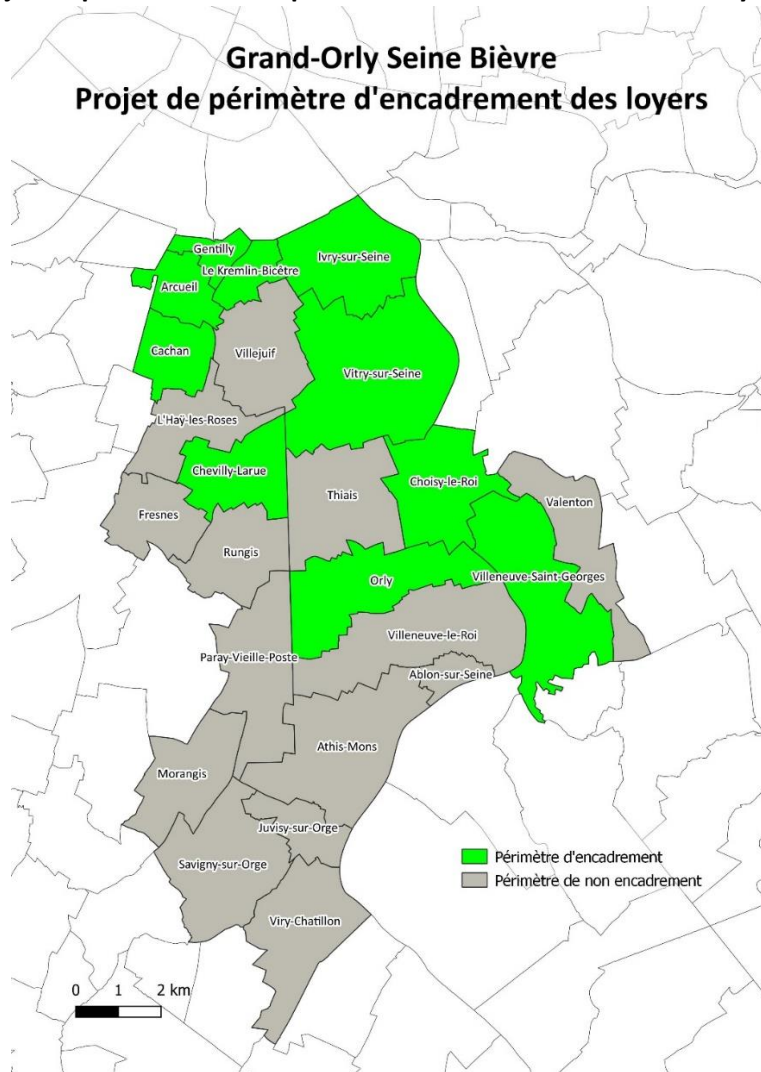 Grand-Orly Seine Bièvre
Projet de périmètre d'encadrement des loyers
Gentilly
Le Kremlin-Bicêtre
Ivry-sur-Seine
Arcueil
Cachan
Villejuif
Vitry-sur-Seine
L'Haÿ-les-Roses
Chevilly-Larue
Choisy-le-Roi
Thiais
Valenton
Fresnes
Rungis
Orly
Villeneuve-Saint-Georges
Villeneuve-le-Roi
Paray-Vieille-Poste
Ablon-sur-Seine
Athis-Mons
Morangis
Juvisy-sur-Orge
Savigny-sur-Orge
Viry-Chatillon
Périmètre d'encadrement
Périmètre de non encadrement
0 1 2 km